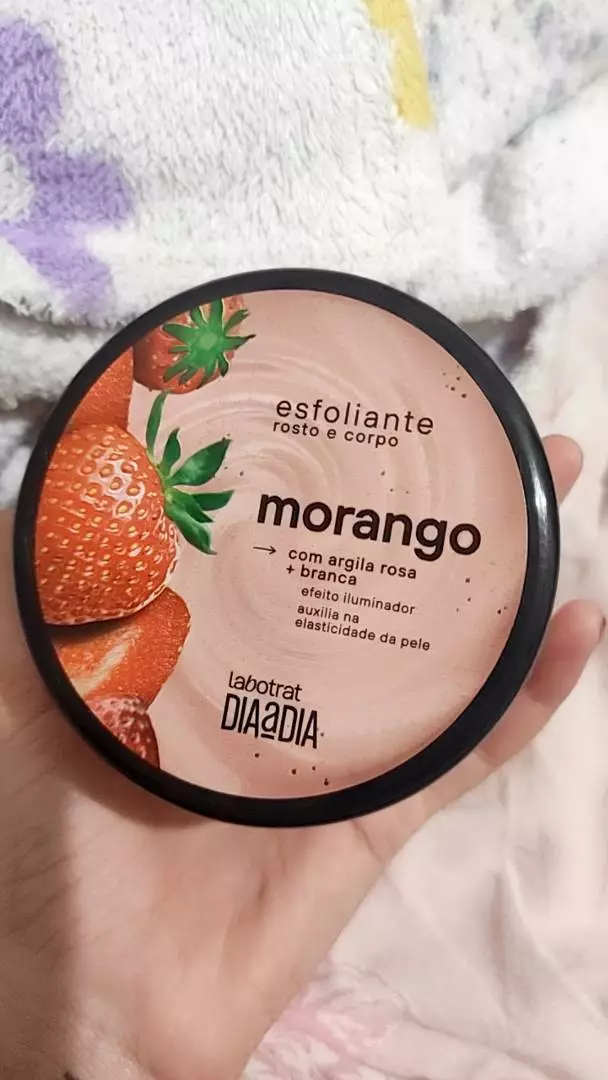 esfoliante
rosto e corpo
morango
→ com argila rosa
+ branca
efeito iluminador
auxilia na
elasticidade da pele
labotrat
DIAaDIA